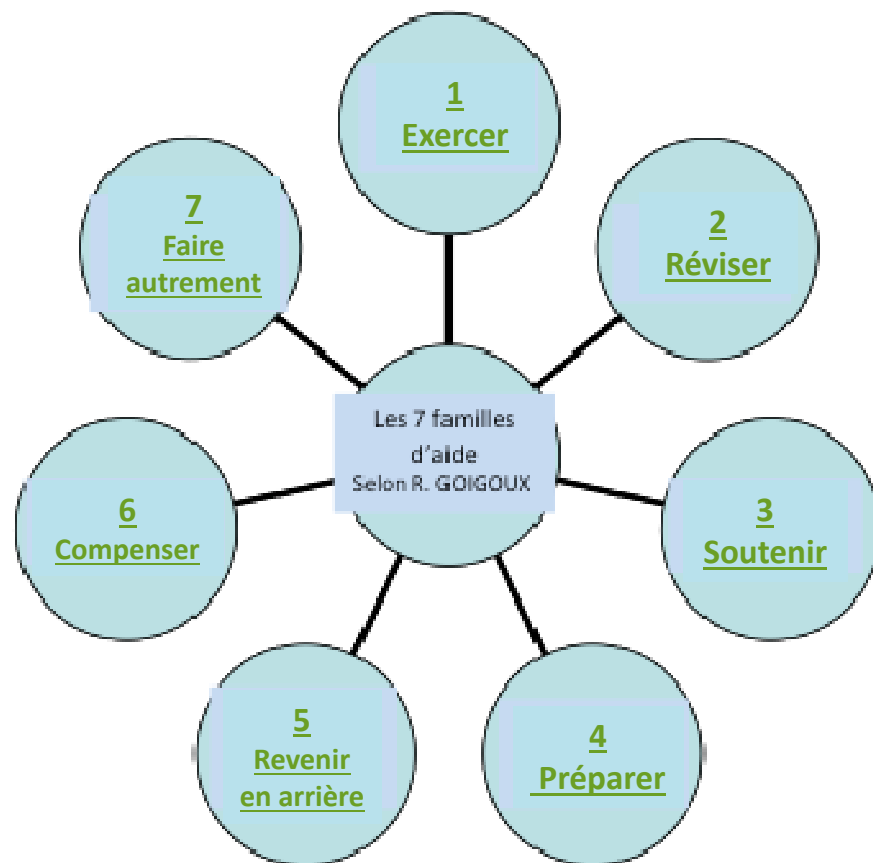 Les 7 familles
d'aide
Selon R. GOIGOUX
1
Exercer
2
Réviser
3
Soutenir
4
Préparer
5
Revenir
en arrière
6
Compenser
7
Faire
autrement